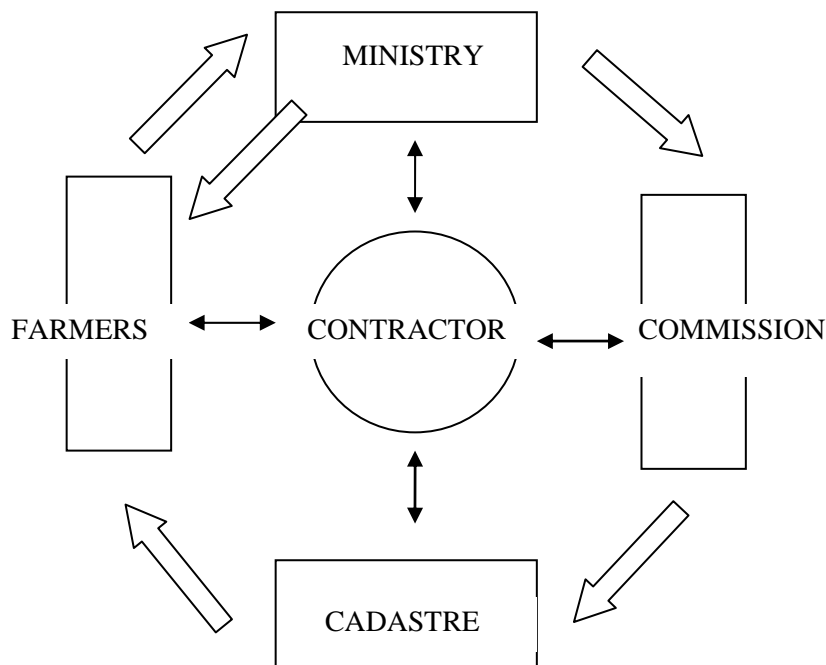 MINISTRY
FARMERS
CONTRACTOR
COMMISSION
CADASTRE